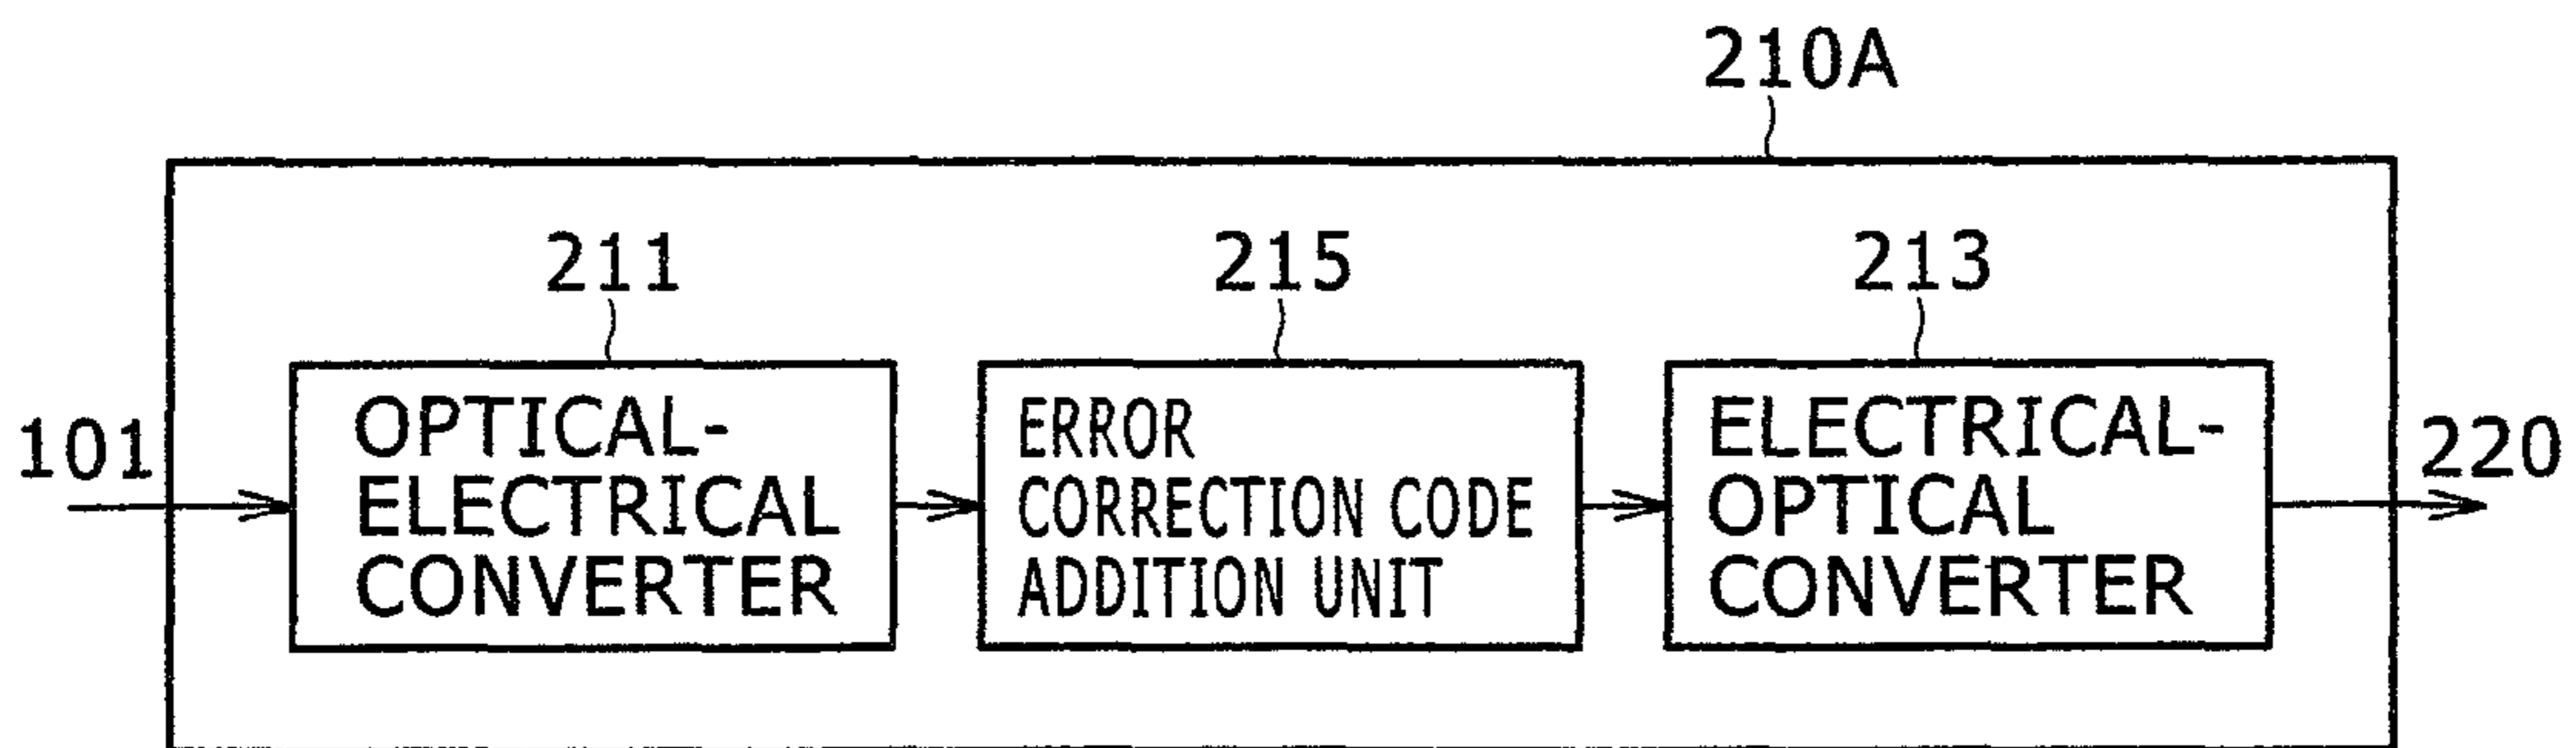 210A
211
215
213
101
OPTICAL-
ELECTRICAL
CONVERTER
ERROR
CORRECTION CODE
ADDITION UNIT
ELECTRICAL-
OPTICAL
CONVERTER
220